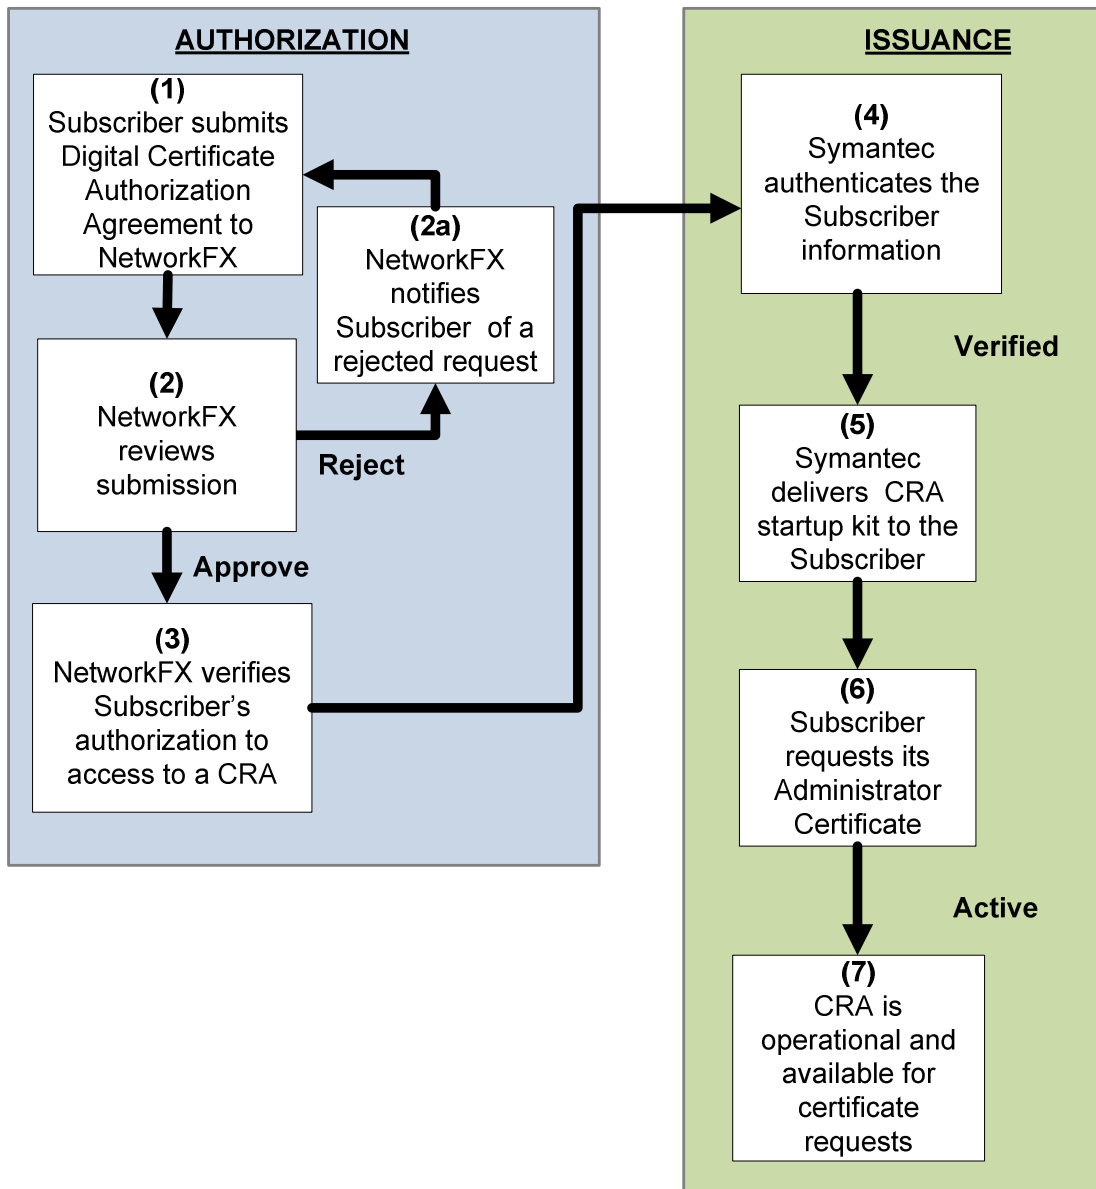 AUTHORIZATION
(1)
Subscriber submits
Digital Certificate
Authorization
Agreement to
NetworkFX
(2a)
NetworkFX
notifies
Subscriber of a
rejected request
(2)
NetworkFX
reviews
submission
Reject
Approve
(3)
NetworkFX verifies
Subscriber’s
authorization to
access to a CRA
ISSUANCE
(4)
Symantec
authenticates the
Subscriber
information
Verified
(5)
Symantec
delivers CRA
startup kit to the
Subscriber
(6)
Subscriber
requests its
Administrator
Certificate
Active
(7)
CRA is
operational and
available for
certificate
requests